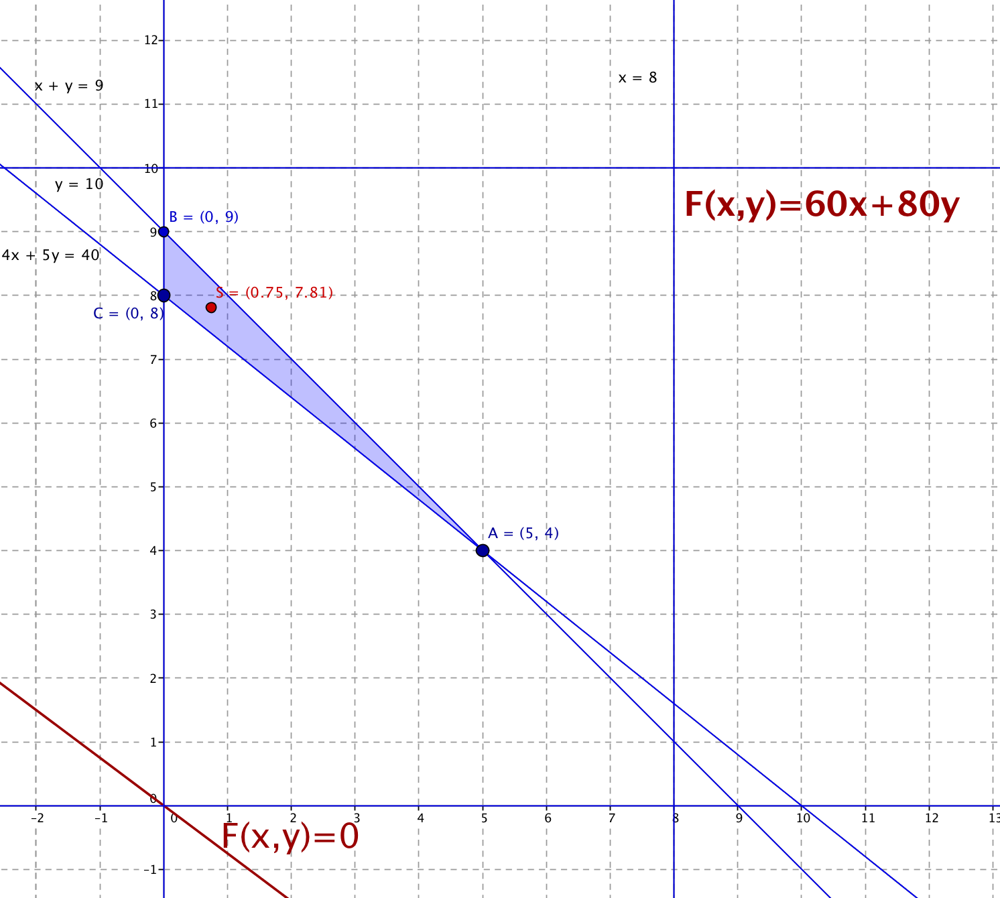 12
x + y = 9
x = 8
11
10
y = 10
F(x,y)=60x+80y
B = (0, 9)
9
4x + 5y = 40
S = (0.75, 7.81)
8
C = (0, 8)
7
6
5
A = (5, 4)
4
3
2
1
0
–2 –1 0 1 2 3 4 5 6 7 8 9 10 11 12 13
F(x,y)=0
–1